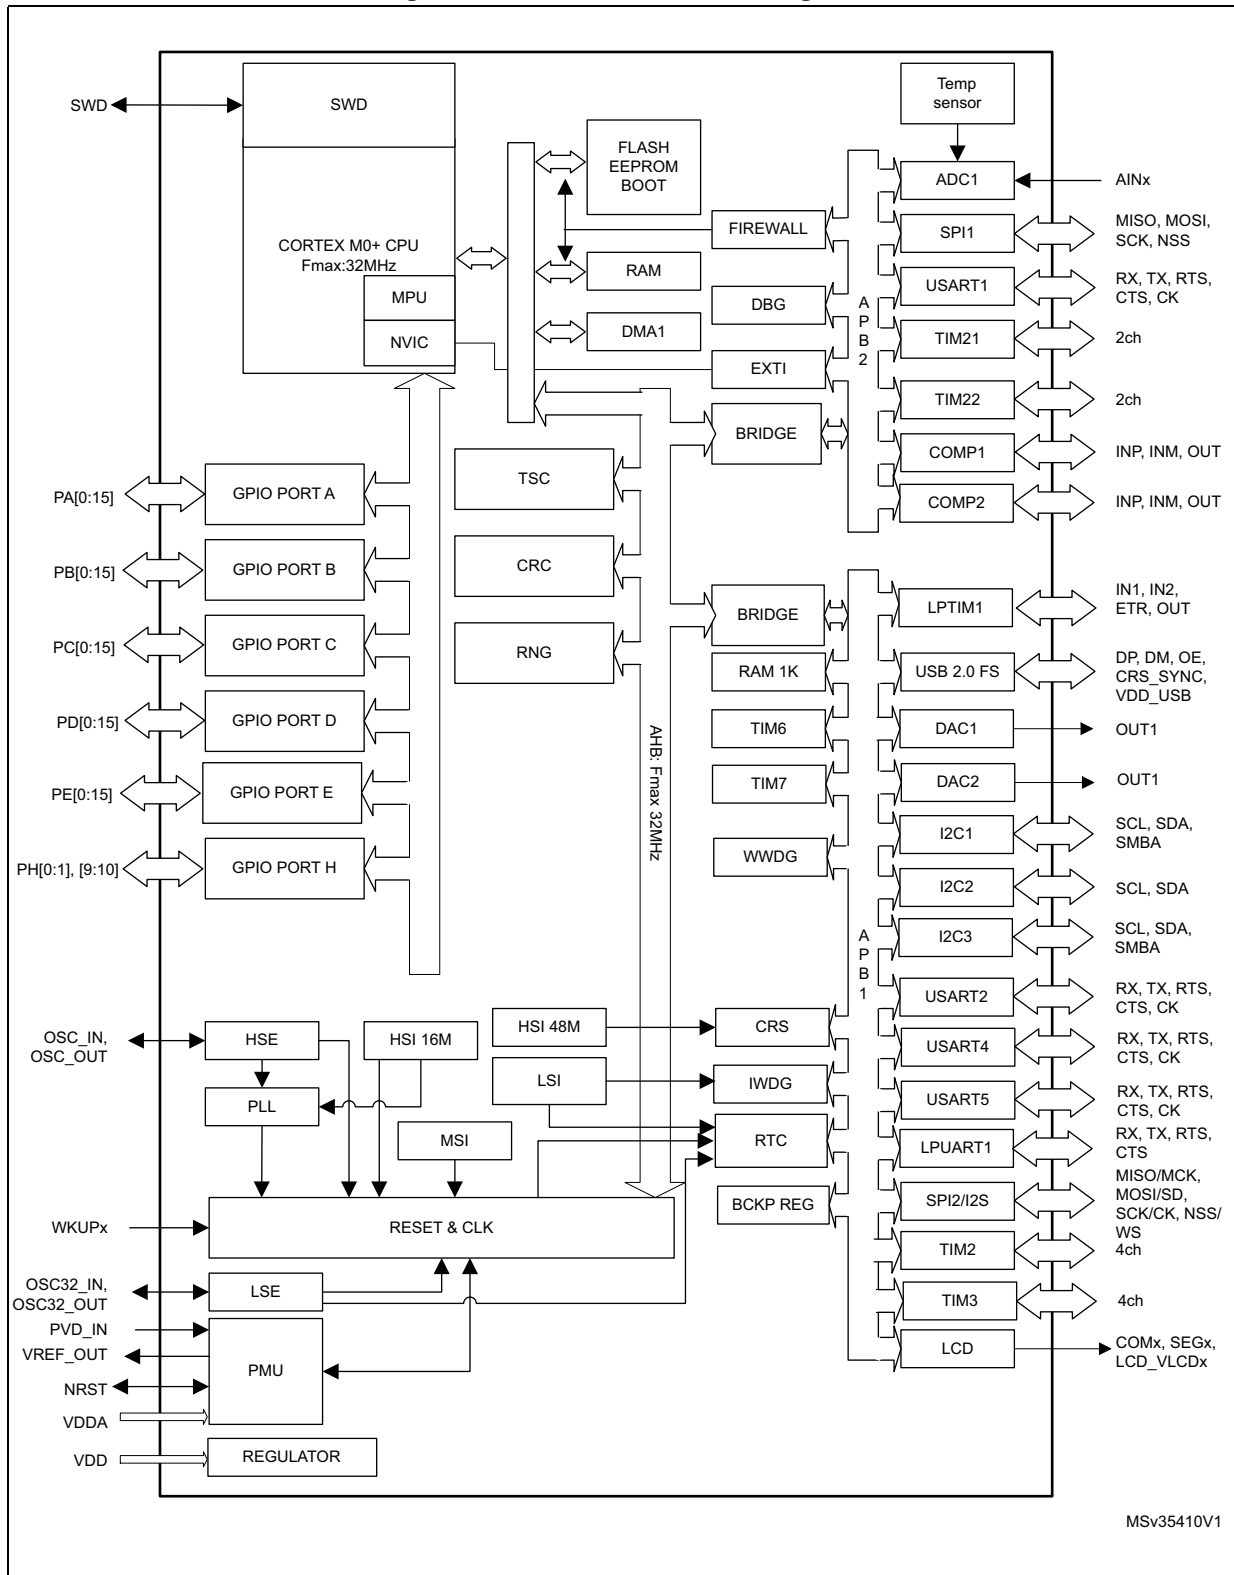 SWD
SWD
CORTEX M0+ CPU
Fmax:32MHz
MPU
NVIC
FLASH
EEPROM
BOOT
RAM
DMA1
FIREWALL
DBG
EXTI
BRIDGE
A
P
B
2
Temp
sensor
ADC1
AINx
SPI1
MISO, MOSI,
SCK, NSS
USART1
RX, TX, RTS,
CTS, CK
TIM21
2ch
TIM22
2ch
COMP1
INP, INM, OUT
COMP2
INP, INM, OUT
PA[0:15]
GPIO PORT A
PB[0:15]
GPIO PORT B
PC[0:15]
GPIO PORT C
PD[0:15]
GPIO PORT D
PE[0:15]
GPIO PORT E
PH[0:1], [9:10]
GPIO PORT H
TSC
CRC
RNG
AHB: Fmax 32MHz
BRIDGE
RAM 1K
TIM6
TIM7
WWDG
A
P
B
1
LPTIM1
IN1, IN2,
ETR, OUT
USB 2.0 FS
DP, DM, OE,
CRS_SYNC,
VDD_USB
DAC1
OUT1
DAC2
OUT1
I2C1
SCL, SDA,
SMBA
I2C2
SCL, SDA
I2C3
SCL, SDA,
SMBA
USART2
RX, TX, RTS,
CTS, CK
USART4
RX, TX, RTS,
CTS, CK
USART5
RX, TX, RTS,
CTS, CK
LPUART1
RX, TX, RTS,
CTS
SPI2/I2S
MISO/MCK,
MOSI/SD,
SCK/CK, NSS/
WS
TIM2
4ch
TIM3
4ch
LCD
COMx, SEGx,
LCD_VLCDx
OSC_IN,
OSC_OUT
HSE
HSI 16M
PLL
MSI
HSI 48M
CRS
LSI
IWDG
RTC
BCKP REG
WKUPx
RESET & CLK
OSC32_IN,
OSC32_OUT
LSE
PVD_IN
VREF_OUT
NRST
VDDA
PMU
VDD
REGULATOR
MSv35410V1